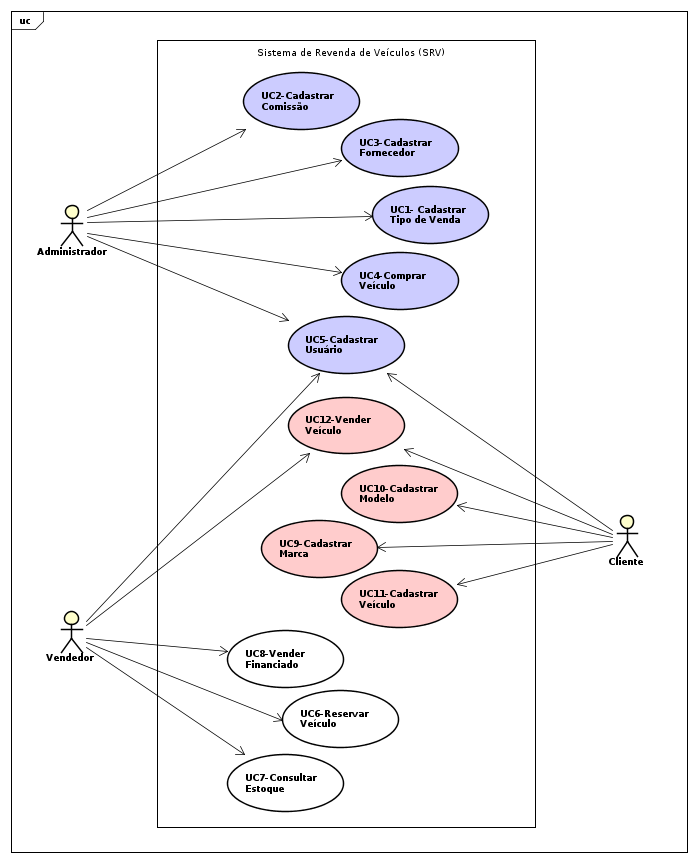 uc
Sistema de Revenda de Veículos (SRV)
UC2-Cadastrar
Comissão
UC3-Cadastrar
Fornecedor
UC1- Cadastrar
Tipo de Venda
Administrador
UC4-Comprar
Veículo
UC5-Cadastrar
Usuário
UC12-Vender
Veículo
UC10-Cadastrar
Modelo
UC9-Cadastrar
Marca
Cliente
UC11-Cadastrar
Veículo
Vendedor
UC8-Vender
Financiado
UC6-Reservar
Veículo
UC7-Consultar
Estoque